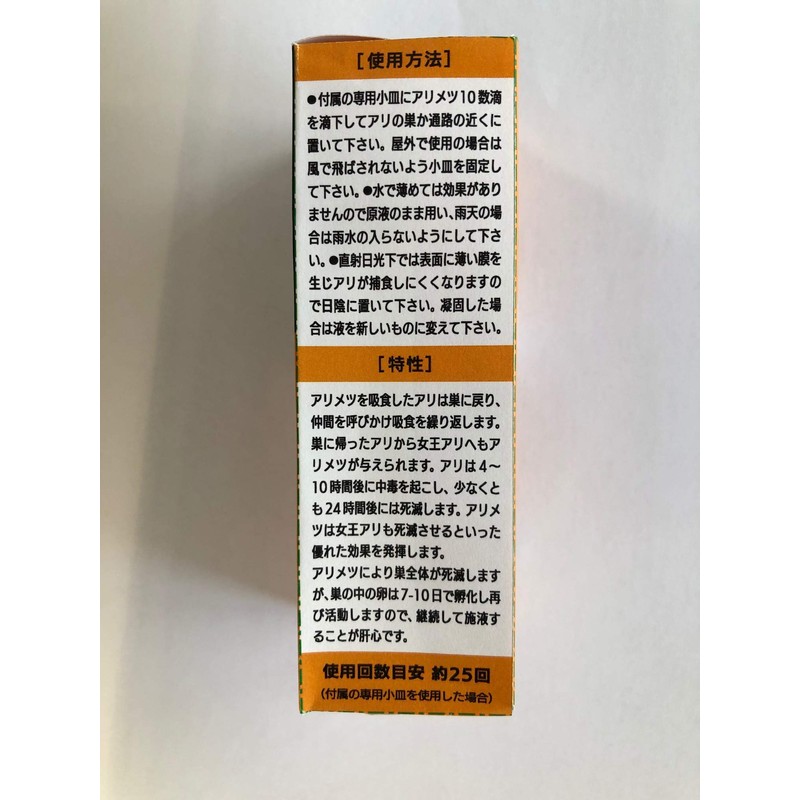 [使用方法]
●付属の専用小皿にアリメツ10数滴
を滴下してアリの巣か通路の近くに
置いて下さい。屋外で使用の場合は
風で飛ばされないよう小皿を固定し
て下さい。●水で薄めては効果があり
ませんので原液のまま用い、雨天の場
合は雨水の入らないようにして下さ
い。●直射日光下では表面に薄い膜を
生じアリが捕食しにくくなりますの
で日陰に置いて下さい。凝固した場
合は液を新しいものに変えて下さい。
[特性]
アリメツを吸食したアリは巣に戻り、
仲間を呼びかけ吸食を繰り返します。
巣に帰ったアリから女王アリへもア
リメツが与えられます。アリは4〜
10時間後に中毒を起こし、少なくと
も24時間後には死滅します。アリメ
ツは女王アリも死滅させるといった
優れた効果を発揮します。
アリメツにより巣全体が死滅します
が、巣の中の卵は7-10日で孵化し再
び活動しますので、継続して施液す
ることが肝心です。
使用回数目安 約25回
(付属の専用小皿を使用した場合)